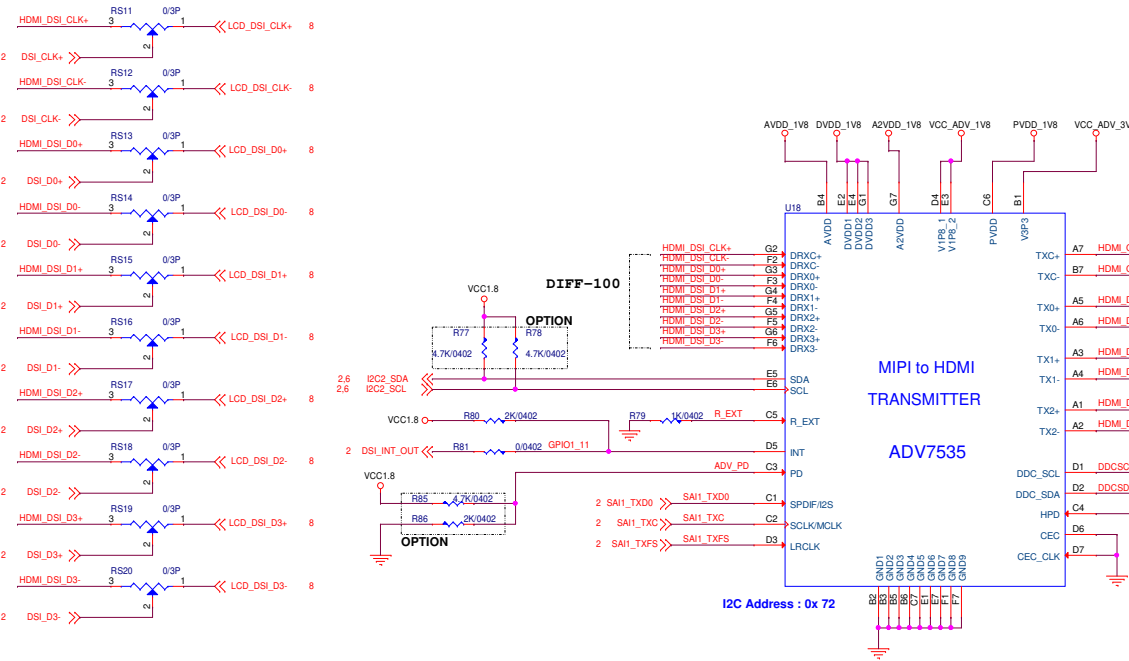 RS11 0/3P
HDMI_DSI_CLK+ 3 1 LCD_DSI_CLK+ 8
2
2 DSI_CLK+
RS12 0/3P
HDMI_DSI_CLK- 3 1 LCD_DSI_CLK- 8
2
2 DSI_CLK-
RS13 0/3P
HDMI_DSI_D0+ 3 1 LCD_DSI_D0+ 8
2
2 DSI_D0+
RS14 0/3P
HDMI_DSI_D0- 3 1 LCD_DSI_D0- 8
2
2 DSI_D0-
RS15 0/3P
HDMI_DSI_D1+ 3 1 LCD_DSI_D1+ 8
2
2 DSI_D1+
RS16 0/3P
HDMI_DSI_D1- 3 1 LCD_DSI_D1- 8
2
2 DSI_D1-
RS17 0/3P
HDMI_DSI_D2+ 3 1 LCD_DSI_D2+ 8
2
2 DSI_D2+
RS18 0/3P
HDMI_DSI_D2- 3 1 LCD_DSI_D2- 8
2
2 DSI_D2-
RS19 0/3P
HDMI_DSI_D3+ 3 1 LCD_DSI_D3+ 8
2
2 DSI_D3+
RS20 0/3P
HDMI_DSI_D3- 3 1 LCD_DSI_D3- 8
2
2 DSI_D3-
AVDD_1V8 DVDD_1V8 A2VDD_1V8 VCC_ADV_1V8 PVDD_1V8 VCC_ADV_3V
B4 E2 E4 G1 G7 D4 E3 C6 B1
U18
AVDD DVDD1 DVDD2 DVDD3 A2VDD V1P8_1 V1P8_2 PVDD V3P3
DIFF-100
HDMI_DSI_CLK+ G2 DRXC+
HDMI_DSI_CLK- F2 DRXC-
HDMI_DSI_D0+ G3 DRX0+
HDMI_DSI_D0- F3 DRX0-
HDMI_DSI_D1+ G4 DRX1+
HDMI_DSI_D1- F4 DRX1-
HDMI_DSI_D2+ G5 DRX2+
HDMI_DSI_D2- F5 DRX2-
HDMI_DSI_D3+ G6 DRX3+
HDMI_DSI_D3- F6 DRX3-
VCC1.8
OPTION
R77 R78
4.7K/0402 4.7K/0402
2,6 I2C2_SDA E5 SDA
2,6 I2C2_SCL E6 SCL
VCC1.8 R80 2K/0402
R79 1K/0402 R_EXT C5 R_EXT
2 DSI_INT_OUT R81 0/0402 GPIO1_11 D5 INT
ADV_PD C3 PD
VCC1.8
R85 4.7K/0402
R86 2K/0402
OPTION
2 SAI1_TXD0 SAI1_TXD0 C1 SPDIF/I2S
2 SAI1_TXC SAI1_TXC C2 SCLK/MCLK
2 SAI1_TXFS SAI1_TXFS D3 LRCLK
MIPI to HDMI
TRANSMITTER
ADV7535
TXC+ A7
TXC- B7
TX0+ A5
TX0- A6
TX1+ A3
TX1- A4
TX2+ A1
TX2- A2
DDC_SCL D1
DDC_SDA D2
HPD C4
CEC D6
CEC_CLK D7
GND1 GND2 GND3 GND4 GND5 GND6 GND7 GND8 GND9
B2 B3 B5 B6 C7 E1 E7 F1 F7
I2C Address : 0x 72